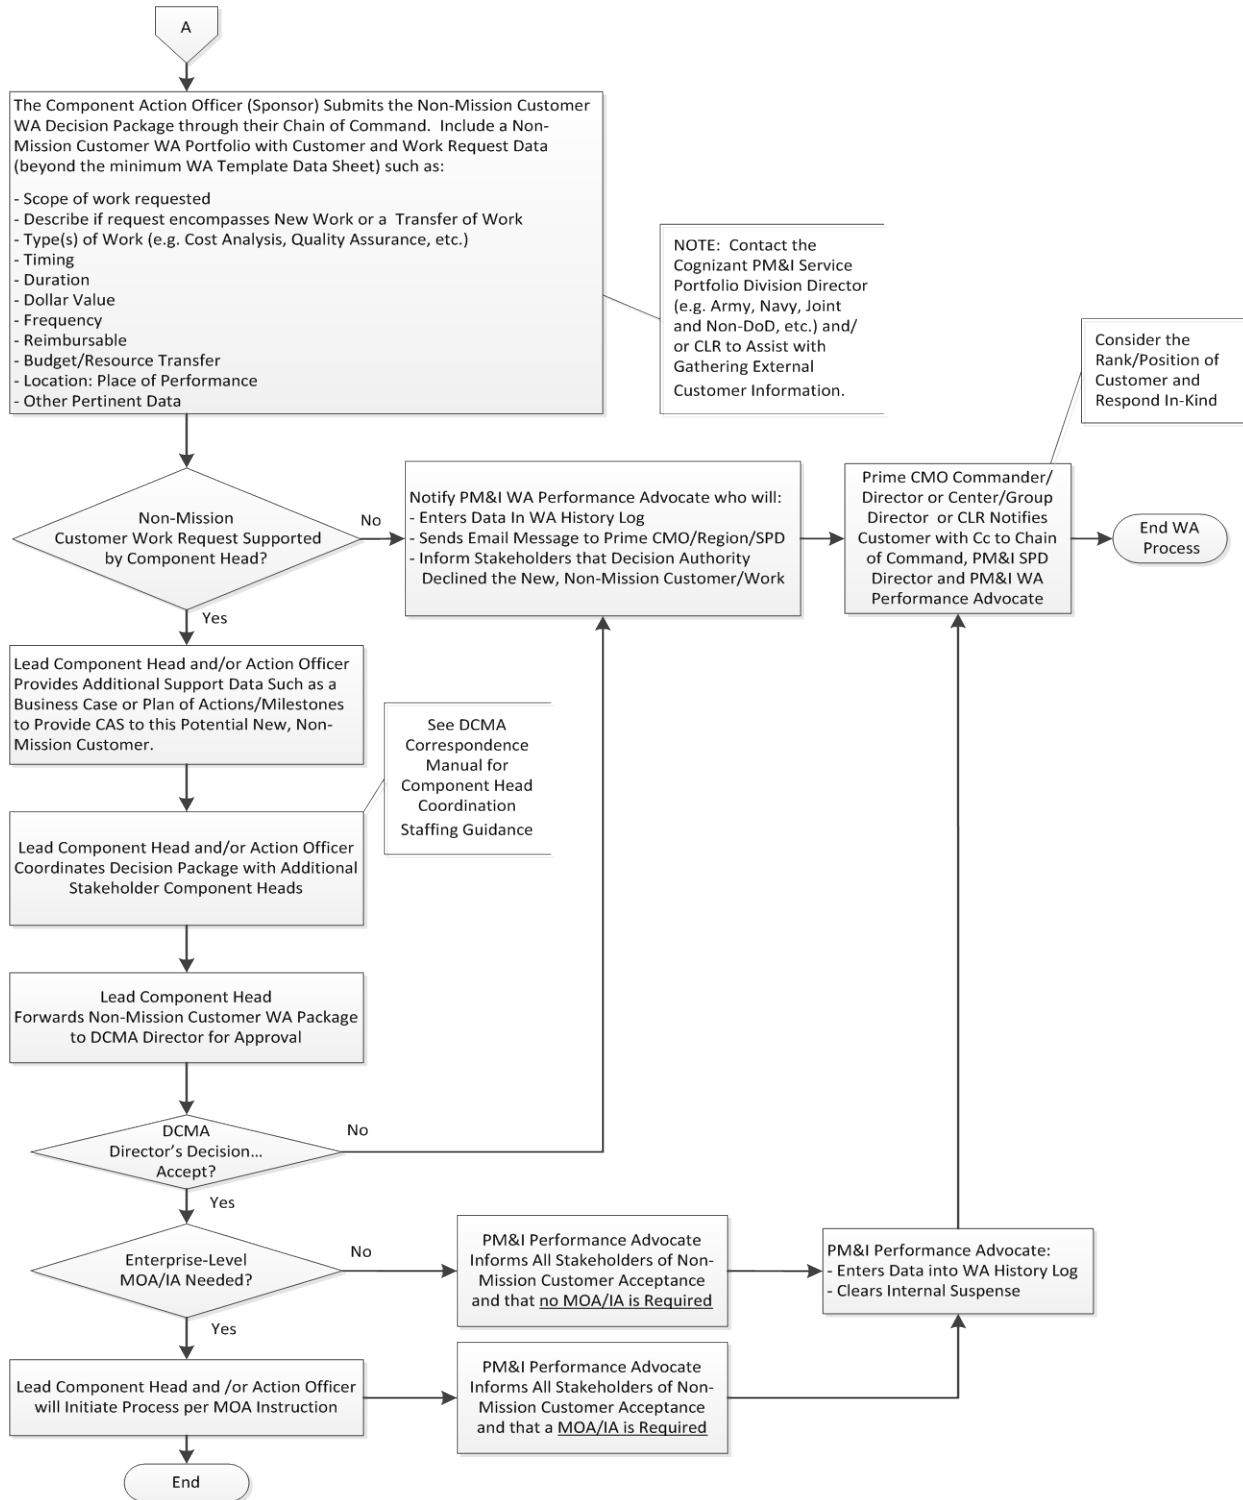 A
The Component Action Officer (Sponsor) Submits the Non-Mission Customer
WA Decision Package through their Chain of Command.  Include a Non-
Mission Customer WA Portfolio with Customer and Work Request Data
(beyond the minimum WA Template Data Sheet) such as:
- Scope of work requested
- Describe if request encompasses New Work or a  Transfer of Work
- Type(s) of Work (e.g. Cost Analysis, Quality Assurance, etc.)
- Timing
- Duration
- Dollar Value
- Frequency
- Reimbursable
- Budget/Resource Transfer
- Location: Place of Performance
- Other Pertinent Data
NOTE:  Contact the
Cognizant PM&I Service
Portfolio Division Director
(e.g. Army, Navy, Joint
and Non-DoD, etc.) and/
or CLR to Assist with
Gathering External
Customer Information.
Consider the
Rank/Position of
Customer and
Respond In-Kind
Non-Mission
Customer Work Request Supported
by Component Head?
No
Yes
Notify PM&I WA Performance Advocate who will:
- Enters Data In WA History Log
- Sends Email Message to Prime CMO/Region/SPD
- Inform Stakeholders that Decision Authority
Declined the New, Non-Mission Customer/Work
Prime CMO Commander/
Director or Center/Group
Director  or CLR Notifies
Customer with Cc to Chain
of Command, PM&I SPD
Director and PM&I WA
Performance Advocate
End WA
Process
Lead Component Head and/or Action Officer
Provides Additional Support Data Such as a
Business Case or Plan of Actions/Milestones
to Provide CAS to this Potential New, Non-
Mission Customer.
See DCMA
Correspondence
Manual for
Component Head
Coordination
Staffing Guidance
Lead Component Head and/or Action Officer
Coordinates Decision Package with Additional
Stakeholder Component Heads
Lead Component Head
Forwards Non-Mission Customer WA Package
to DCMA Director for Approval
DCMA
Director’s Decision…
Accept?
No
Yes
Enterprise-Level
MOA/IA Needed?
No
Yes
PM&I Performance Advocate
Informs All Stakeholders of Non-
Mission Customer Acceptance
and that no MOA/IA is Required
PM&I Performance Advocate:
- Enters Data into WA History Log
- Clears Internal Suspense
Lead Component Head and /or Action Officer
will Initiate Process per MOA Instruction
PM&I Performance Advocate
Informs All Stakeholders of Non-
Mission Customer Acceptance
and that a MOA/IA is Required
End